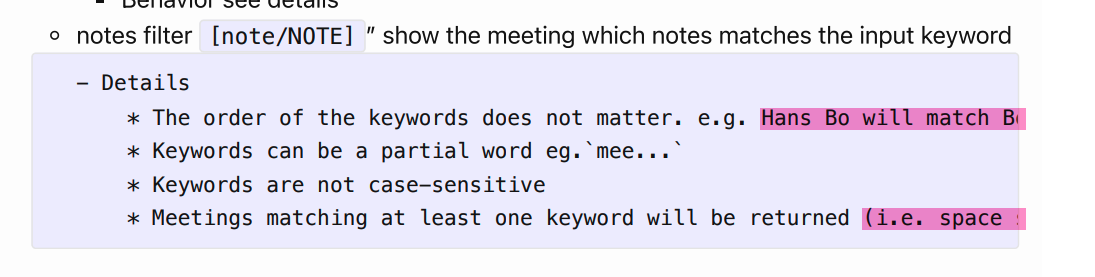 Behavior see details
notes filter [note/NOTE] ” show the meeting which notes matches the input keyword
– Details
* The order of the keywords does not matter. e.g. Hans Bo will match
* Keywords can be a partial word eg.`mee...`
* Keywords are not case-sensitive
* Meetings matching at least one keyword will be returned (i.e. space